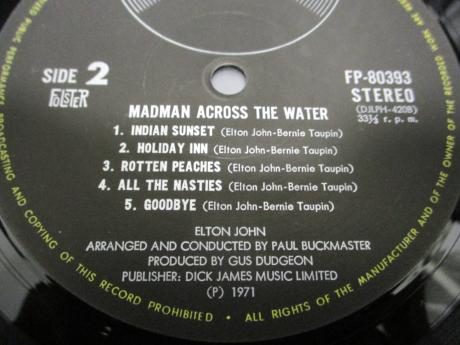 SIDE 2
FOLSTER
FP-80393
STEREO
(DJLPH-420B)
33⅓ r. p. m.
MADMAN ACROSS THE WATER
1. INDIAN SUNSET (Elton John-Bernie Taupin)
2. HOLIDAY INN (Elton John-Bernie Taupin)
3. ROTTEN PEACHES (Elton John-Bernie Taupin)
4. ALL THE NASTIES (Elton John-Bernie Taupin)
5. GOODBYE (Elton John-Bernie Taupin)
ELTON JOHN
ARRANGED AND CONDUCTED BY PAUL BUCKMASTER
PRODUCED BY GUS DUDGEON
PUBLISHER: DICK JAMES MUSIC LIMITED
(P) 1971
PUBLIC PERFORMANCE BROADCASTING AND COPYING OF THIS RECORD PROHIBITED • ALL RIGHTS OF THE MANUFACTURER AND OF THE OWNER OF THE RECORDED WORK ARE